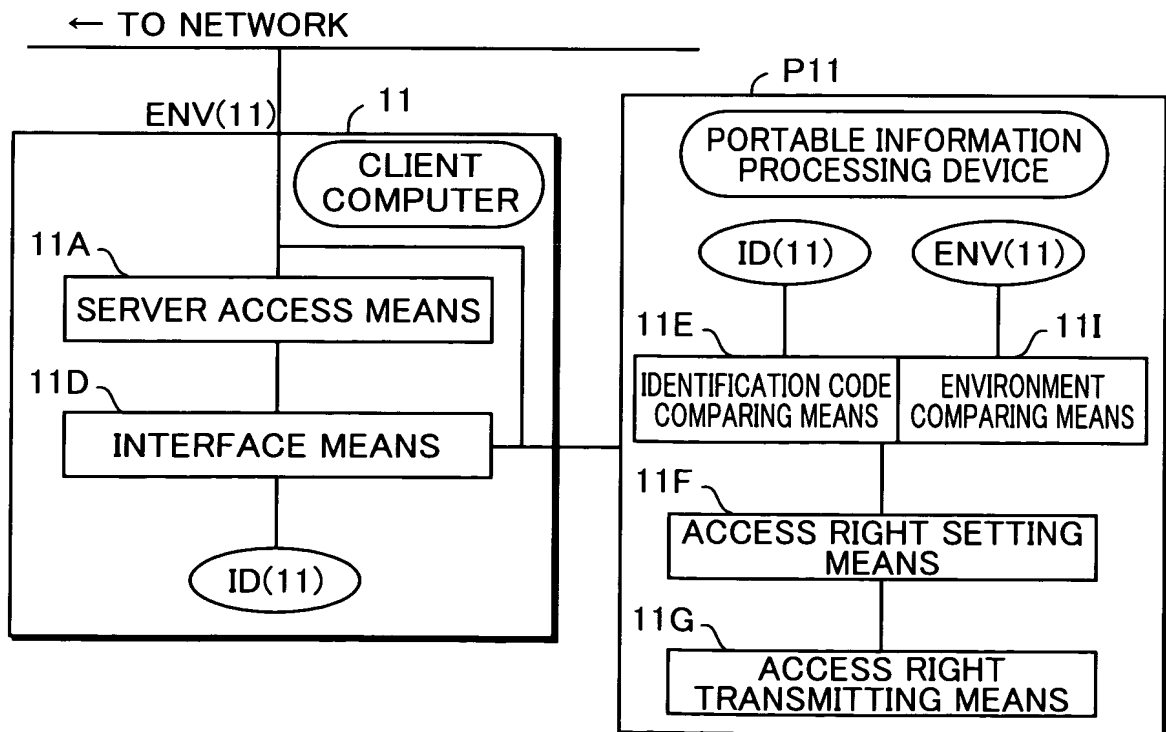 ← TO NETWORK
ENV(11)
11
CLIENT
COMPUTER
11A
SERVER ACCESS MEANS
11D
INTERFACE MEANS
ID(11)
P11
PORTABLE INFORMATION
PROCESSING DEVICE
ID(11)
ENV(11)
11E
11I
IDENTIFICATION CODE
COMPARING MEANS
ENVIRONMENT
COMPARING MEANS
11F
ACCESS RIGHT SETTING
MEANS
11G
ACCESS RIGHT
TRANSMITTING MEANS